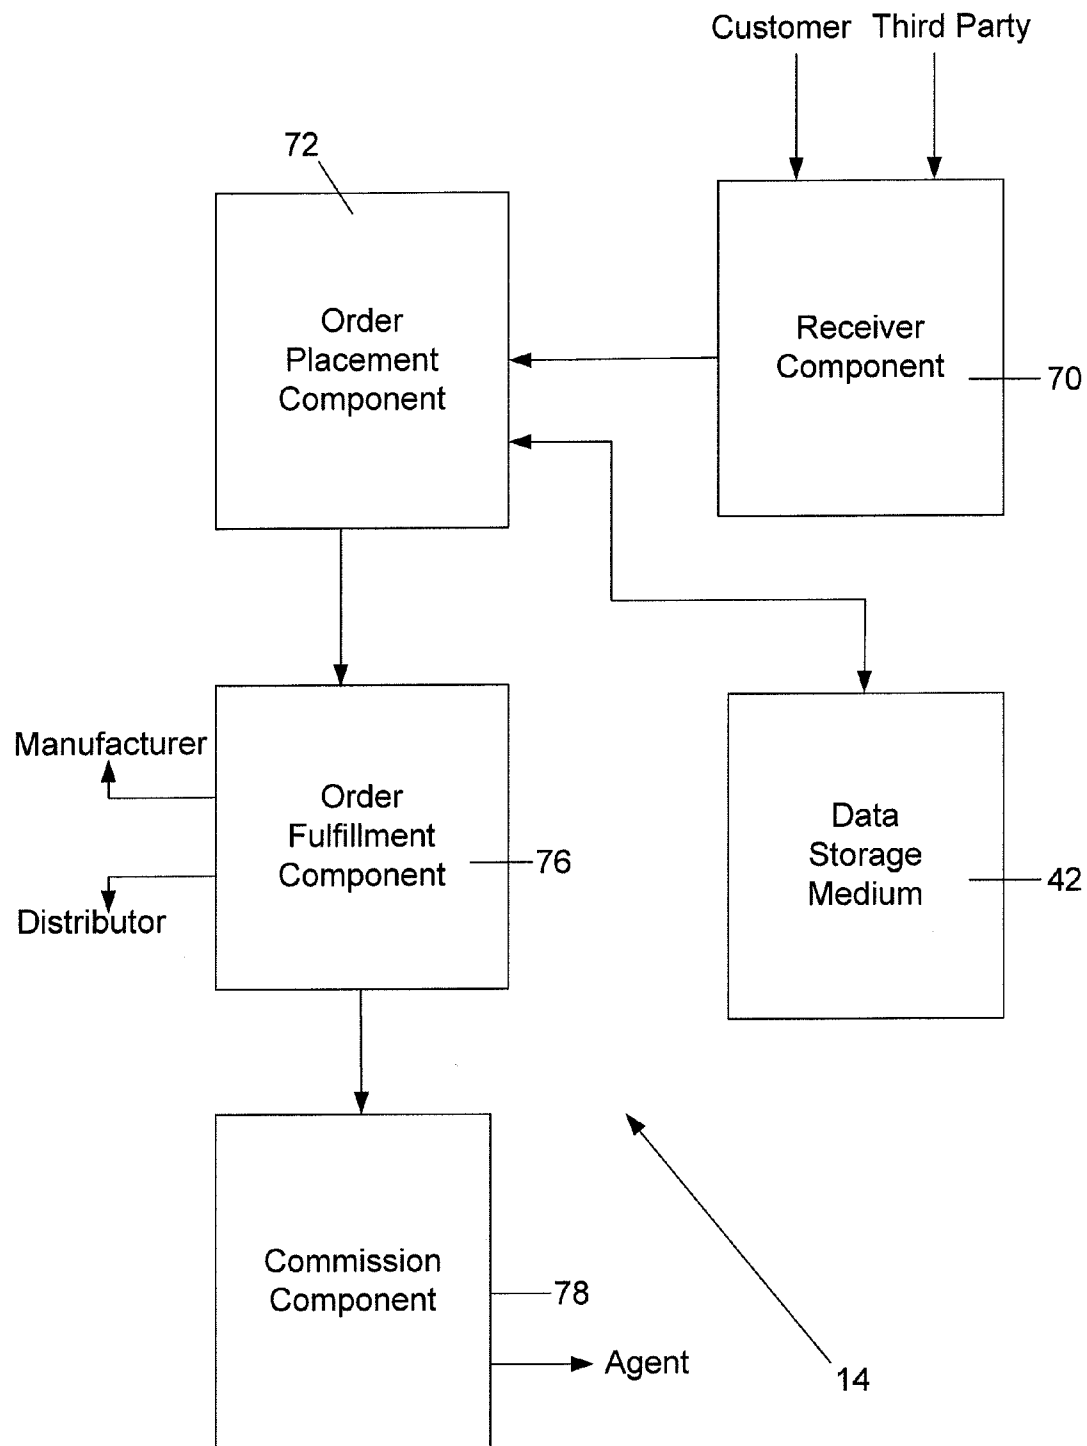 Customer Third Party
72
Order
Placement
Component
Receiver
Component
70
Manufacturer
Order
Fulfillment
Component
76
Distributor
Data
Storage
Medium
42
Commission
Component
78
Agent
14